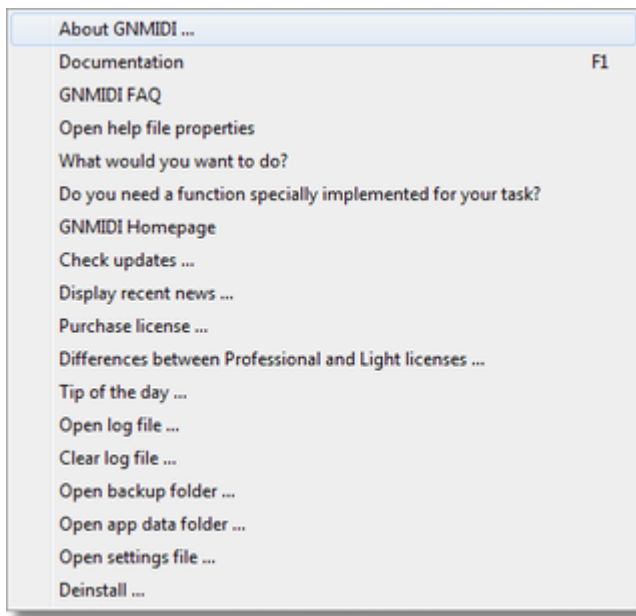 About GNMIDI ...
Documentation F1
GNMIDI FAQ
Open help file properties
What would you want to do?
Do you need a function specially implemented for your task?
GNMIDI Homepage
Check updates ...
Display recent news ...
Purchase license ...
Differences between Professional and Light licenses ...
Tip of the day ...
Open log file ...
Clear log file ...
Open backup folder ...
Open app data folder ...
Open settings file ...
Deinstall ...